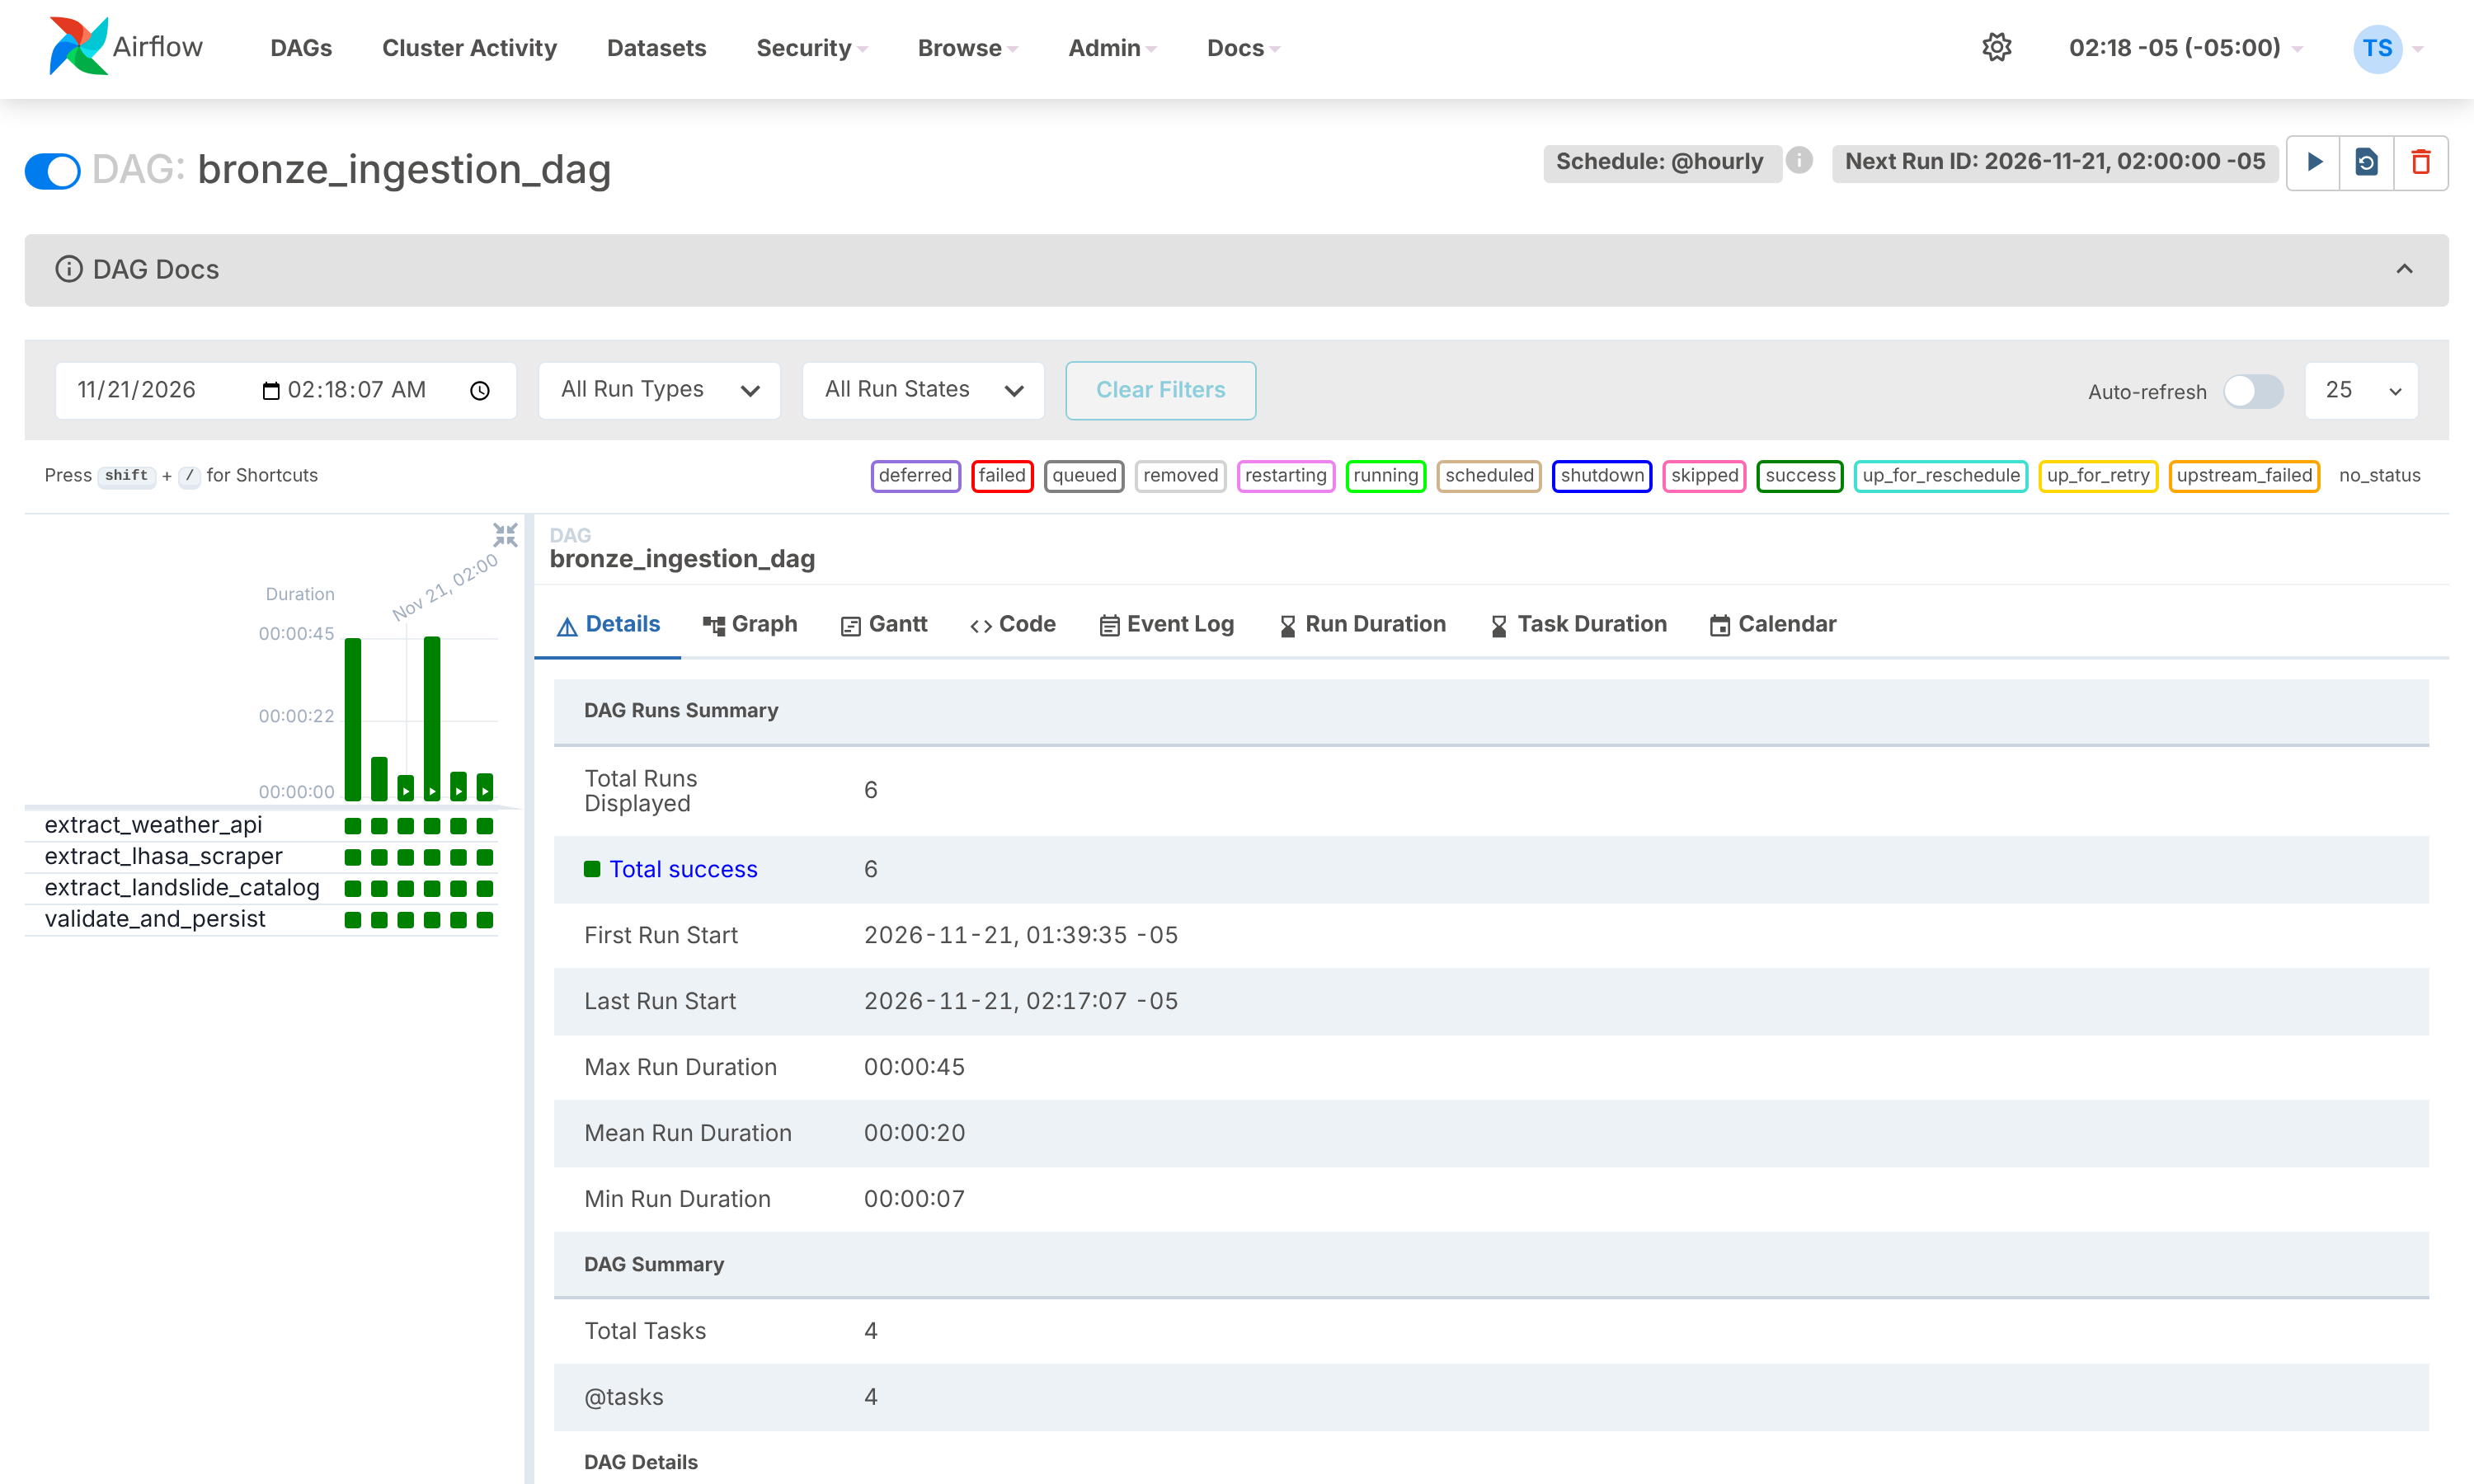 Airflow DAGs Cluster Activity Datasets Security Browse Admin Docs 02:18 -05 (-05:00) TS
DAG: bronze_ingestion_dag Schedule: @hourly Next Run ID: 2026-11-21, 02:00:00 -05
DAG Docs
11/21/2026 02:18:07 AM All Run Types All Run States Clear Filters Auto-refresh 25
Press shift + / for Shortcuts deferred failed queued removed restarting running scheduled shutdown skipped success up_for_reschedule up_for_retry upstream_failed no_status
Nov 21, 02:00
Duration
00:00:45
00:00:22
00:00:00
extract_weather_api
extract_lhasa_scraper
extract_landslide_catalog
validate_and_persist
DAG
bronze_ingestion_dag
Details Graph Gantt Code Event Log Run Duration Task Duration Calendar
DAG Runs Summary
Total Runs
Displayed 6
Total success 6
First Run Start 2026-11-21, 01:39:35 -05
Last Run Start 2026-11-21, 02:17:07 -05
Max Run Duration 00:00:45
Mean Run Duration 00:00:20
Min Run Duration 00:00:07
DAG Summary
Total Tasks 4
@tasks 4
DAG Details